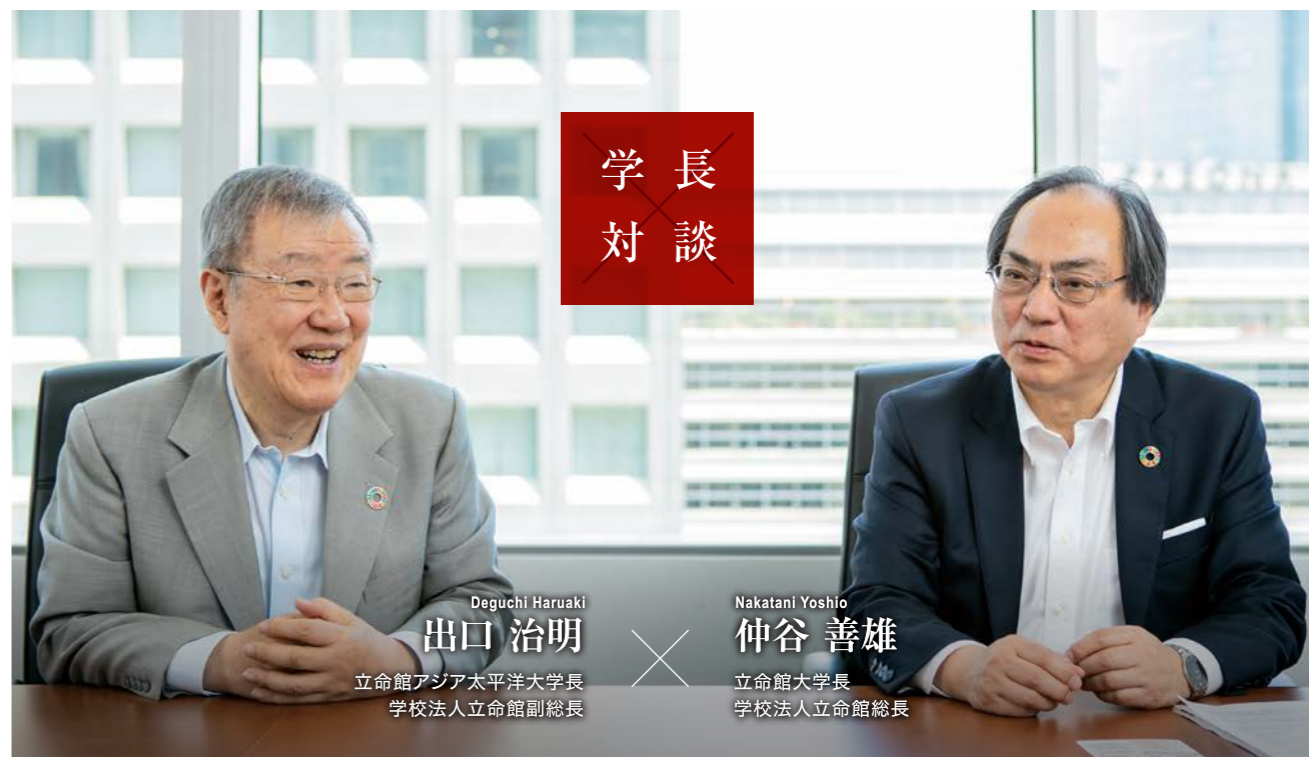 学長
対談
Deguchi Haruaki
出口 治明
立命館アジア太平洋大学長
学校法人立命館副総長
Nakatani Yoshio
仲谷 善雄
立命館大学長
学校法人立命館総長